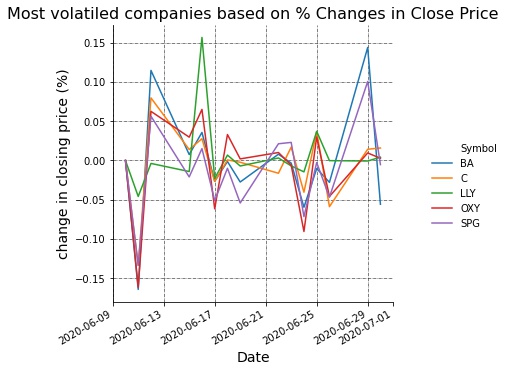 Most volatiled companies based on % Changes in Close Price
change in closing price (%)
0.15
0.10
0.05
0.00
−0.05
−0.10
−0.15
2020-06-09
2020-06-13
2020-06-17
2020-06-21
2020-06-25
2020-06-29
2020-07-01
Date
Symbol
BA
C
LLY
OXY
SPG